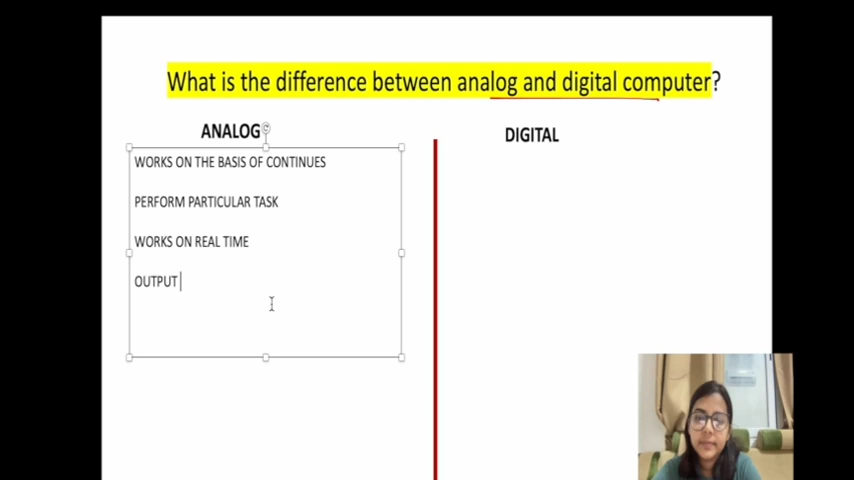 What is the difference between analog and digital computer?
ANALOG
DIGITAL
WORKS ON THE BASIS OF CONTINUES
PERFORM PARTICULAR TASK
WORKS ON REAL TIME
OUTPUT